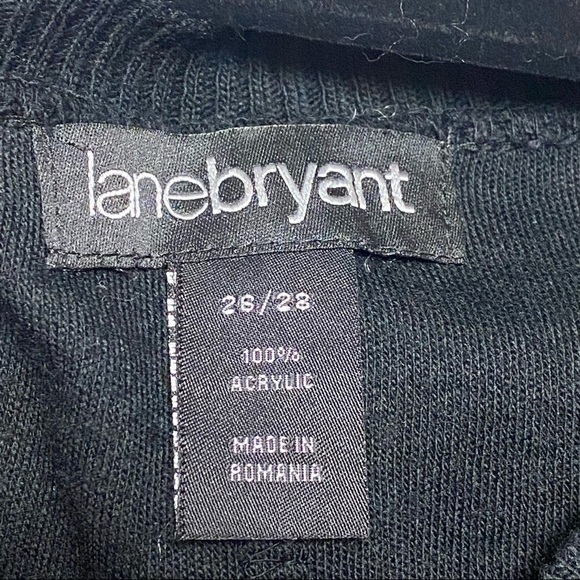 lanebryant
26/28
100%
ACRYLIC
MADE IN
ROMANIA